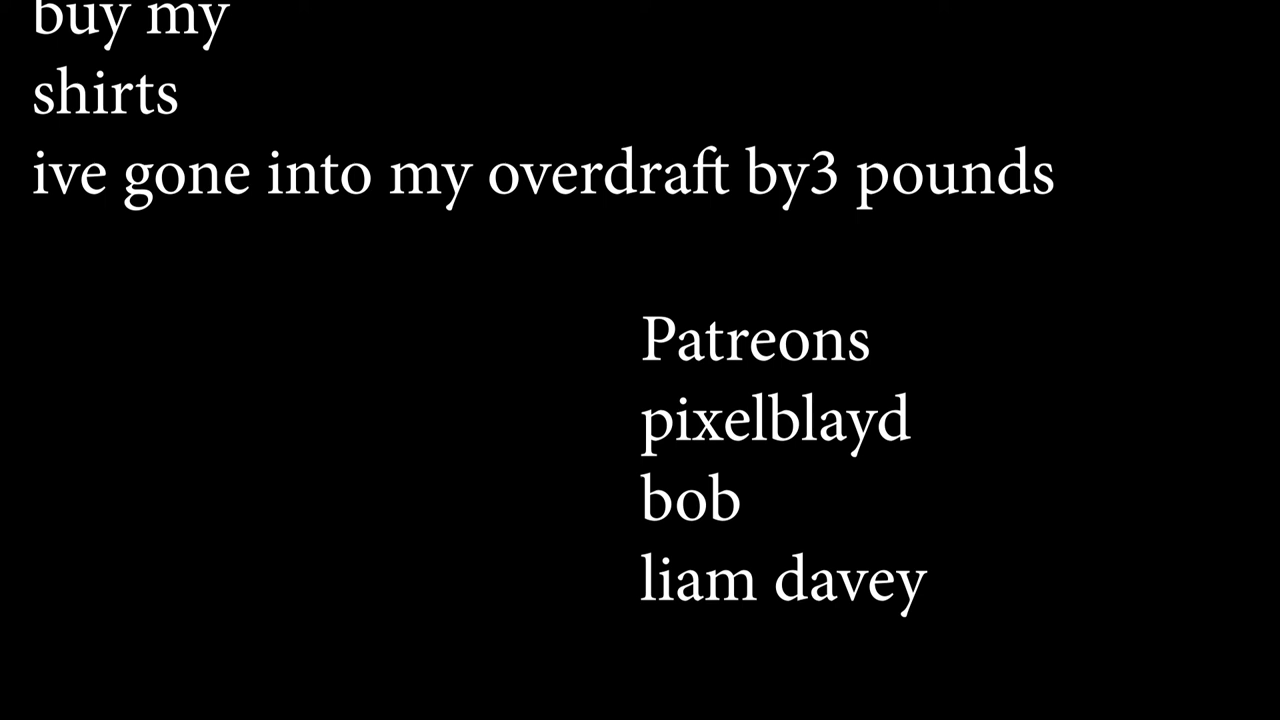 buy my
shirts
ive gone into my overdraft by3 pounds
Patreons
pixelblayd
bob
liam davey